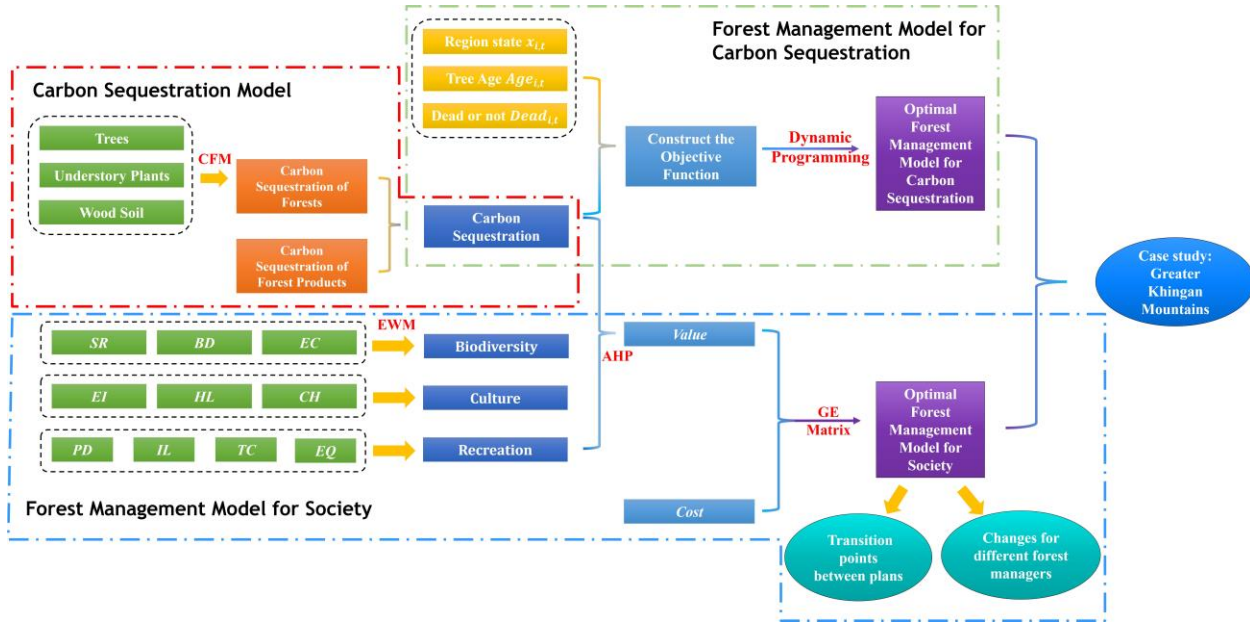 Forest Management Model for
Carbon Sequestration
Region state x_{i,t}
Tree Age Age_{i,t}
Dead or not Dead_{i,t}
Construct the
Objective
Function
Dynamic
Programming
Optimal
Forest
Management
Model for
Carbon
Sequestration
Carbon Sequestration Model
Trees
Understory Plants
Wood Soil
CFM
Carbon
Sequestration of
Forests
Carbon
Sequestration of
Forest Products
Carbon
Sequestration
Case study:
Greater
Khingan
Mountains
SR
BD
EC
EWM
Biodiversity
EI
HL
CH
Culture
PD
IL
TC
EQ
Recreation
AHP
Value
Cost
GE
Matrix
Optimal
Forest
Management
Model for
Society
Forest Management Model for Society
Transition
points
between plans
Changes for
different forest
managers